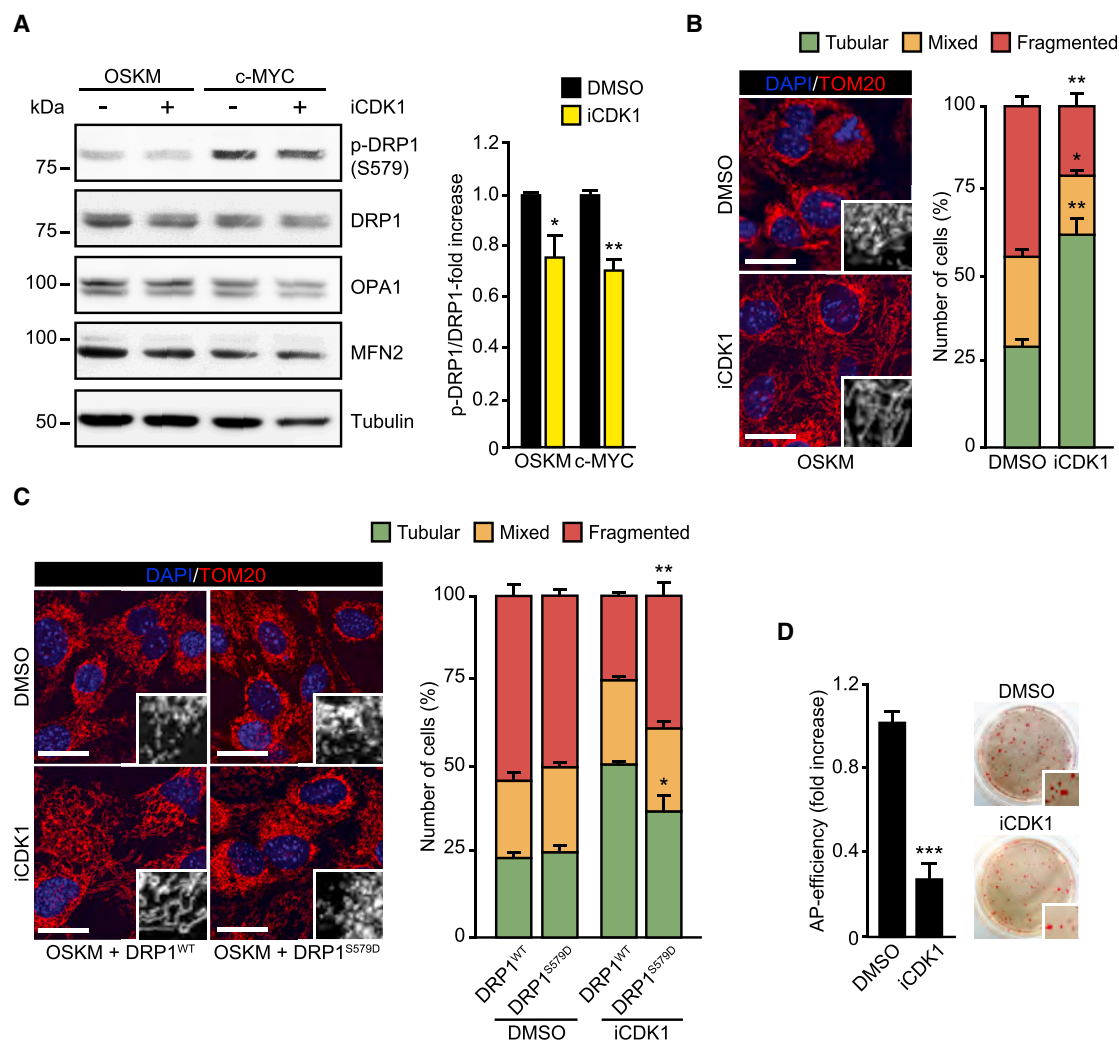 A
OSKM c-MYC
kDa - + - + iCDK1
75 p-DRP1 (S579)
75 DRP1
100 OPA1
100 MFN2
50 Tubulin
DMSO
iCDK1
p-DRP1/DRP1-fold increase
1.2
1.0
0.8
0.6
1.4
1.2
0
*
**
OSKM c-MYC
B
Tubular Mixed Fragmented
DAPI/TOM20
DMSO
iCDK1
OSKM
Number of cells (%)
100
75
50
25
0
**
*
**
DMSO iCDK1
C
Tubular Mixed Fragmented
DAPI/TOM20
DMSO
iCDK1
OSKM + DRP1WT OSKM + DRP1S579D
Number of cells (%)
100
75
50
25
0
**
*
DRP1WT DRP1S579D DRP1WT DRP1S579D
DMSO iCDK1
D
AP-efficiency (fold increase)
1.2
0.8
0.4
0
***
DMSO iCDK1
DMSO
iCDK1